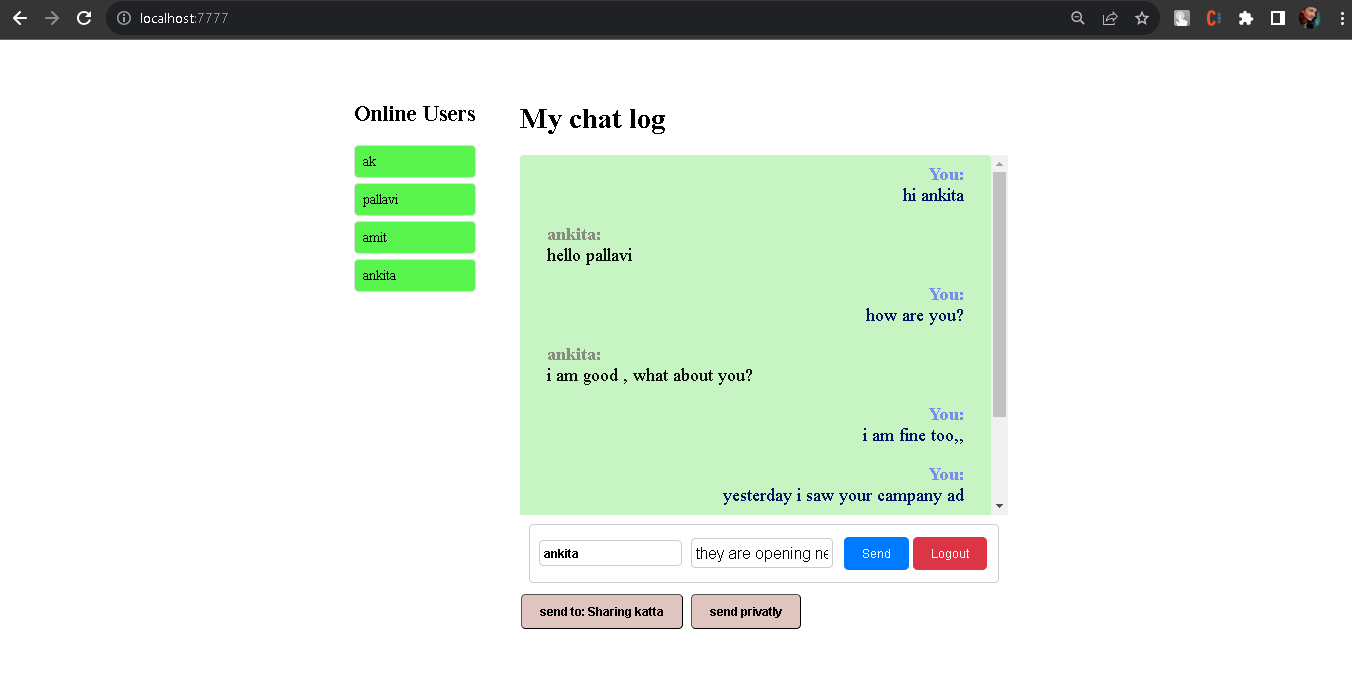 localhost:7777
Online Users
ak
pallavi
amit
ankita
My chat log
You:
hi ankita
ankita:
hello pallavi
You:
how are you?
ankita:
i am good , what about you?
You:
i am fine too,,
You:
yesterday i saw your campany ad
ankita
they are opening ne
Send
Logout
send to: Sharing katta
send privatly